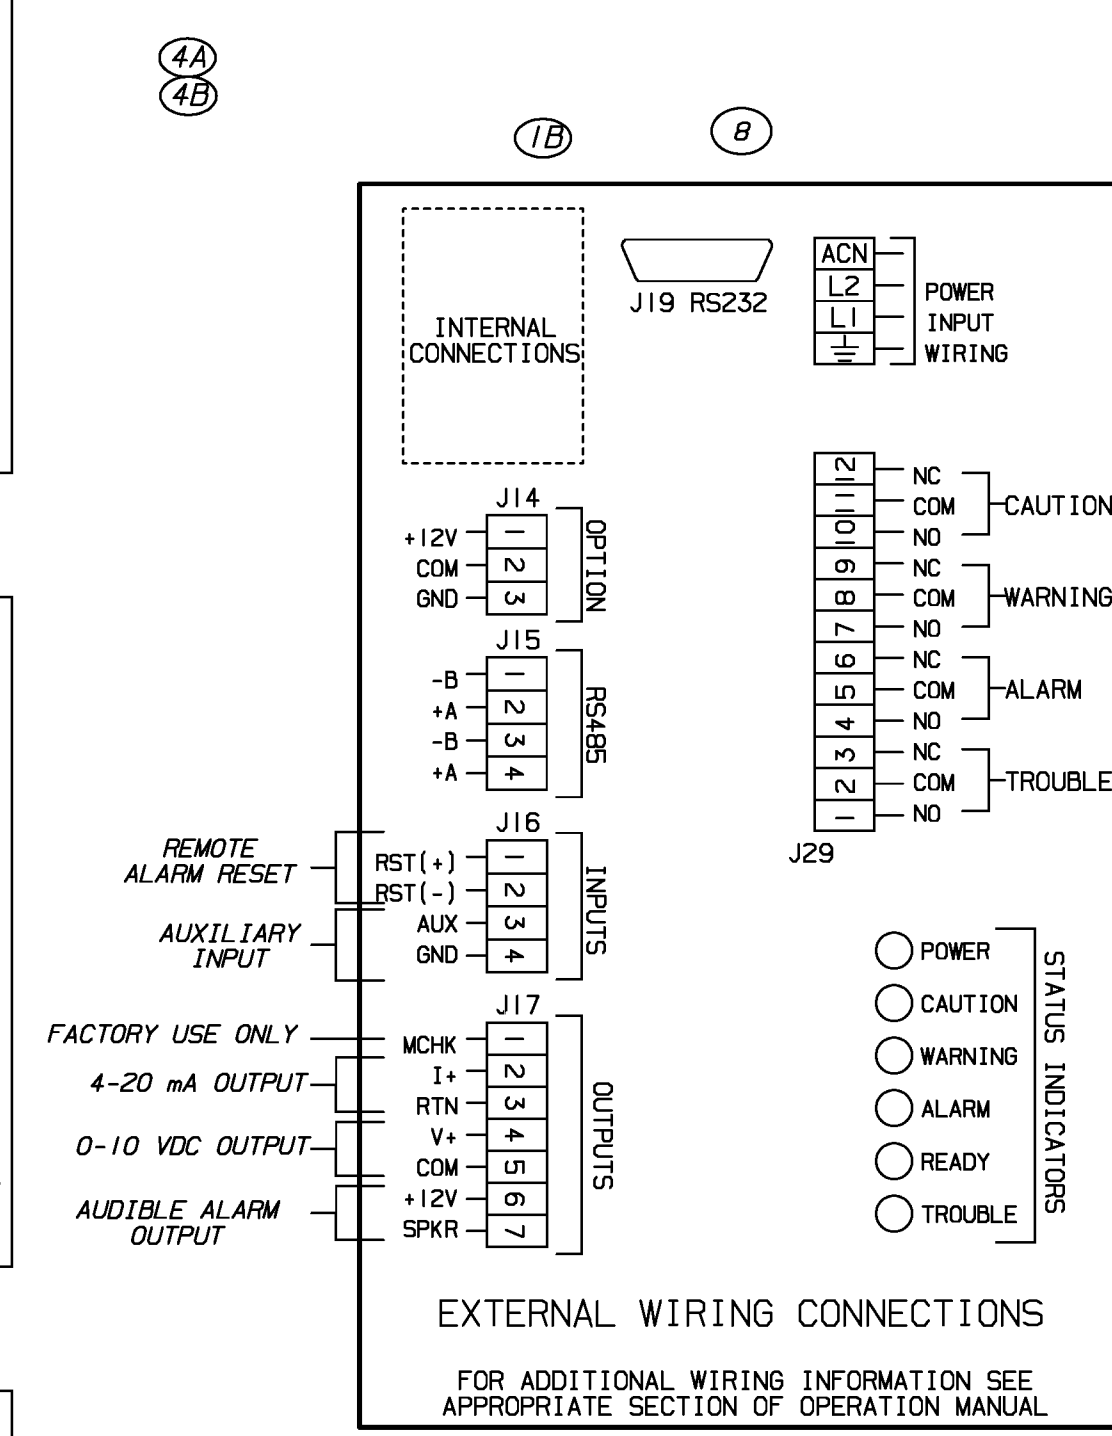 4A
4B
1B
8
INTERNAL
CONNECTIONS
J19 RS232
ACN
L2
L1
POWER
INPUT
WIRING
J14
+12V 1
COM 2
GND 3
OPTION
J15
-B 1
+A 2
-B 3
+A 4
RS485
REMOTE
ALARM RESET
AUXILIARY
INPUT
J16
RST(+) 1
RST(-) 2
AUX 3
GND 4
INPUTS
FACTORY USE ONLY
4-20 mA OUTPUT
0-10 VDC OUTPUT
AUDIBLE ALARM
OUTPUT
J17
MCHK 1
I+ 2
RTN 3
V+ 4
COM 5
+12V 6
SPKR 7
OUTPUTS
12 NC
11 COM
10 NO
CAUTION
9 NC
8 COM
7 NO
WARNING
6 NC
5 COM
4 NO
ALARM
3 NC
2 COM
1 NO
TROUBLE
J29
POWER
CAUTION
WARNING
ALARM
READY
TROUBLE
STATUS INDICATORS
EXTERNAL WIRING CONNECTIONS
FOR ADDITIONAL WIRING INFORMATION SEE
APPROPRIATE SECTION OF OPERATION MANUAL